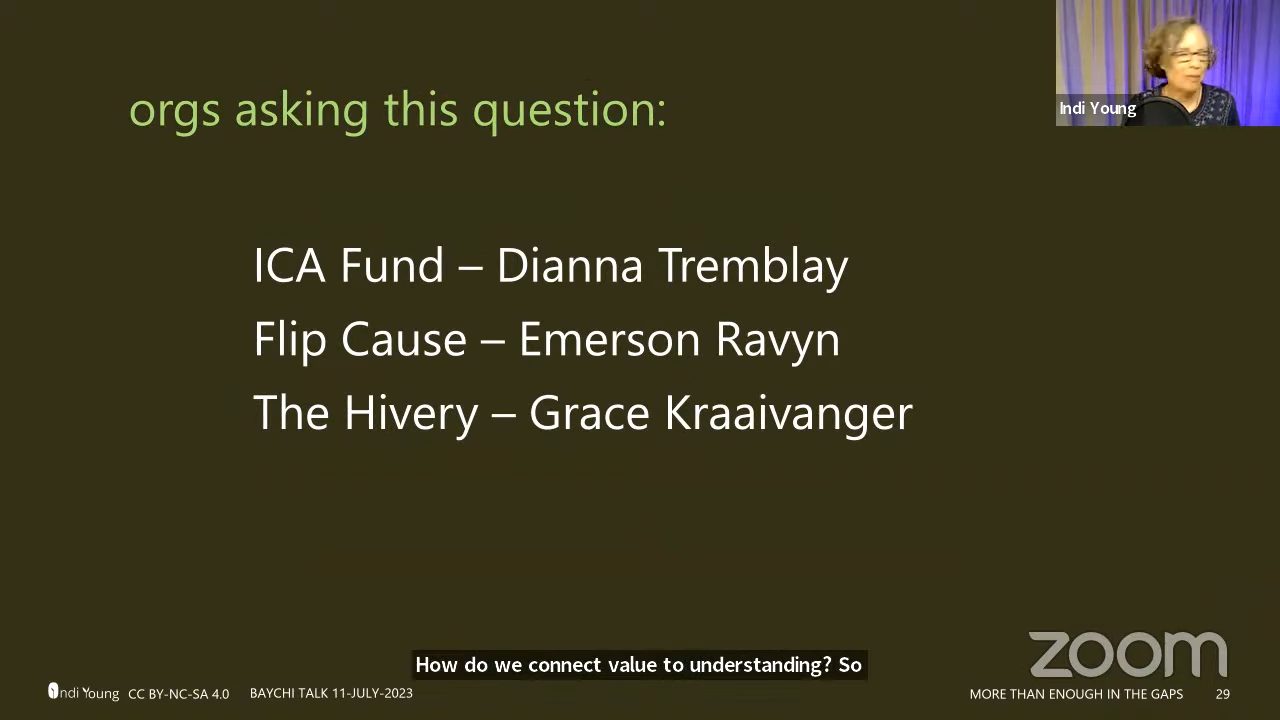 orgs asking this question:
Indi Young
ICA Fund – Dianna Tremblay
Flip Cause – Emerson Ravyn
The Hivery – Grace Kraaivanger
zoom
How do we connect value to understanding? So
Indi Young CC BY-NC-SA 4.0 BAYCHI TALK 11-JULY-2023 MORE THAN ENOUGH IN THE GAPS 29